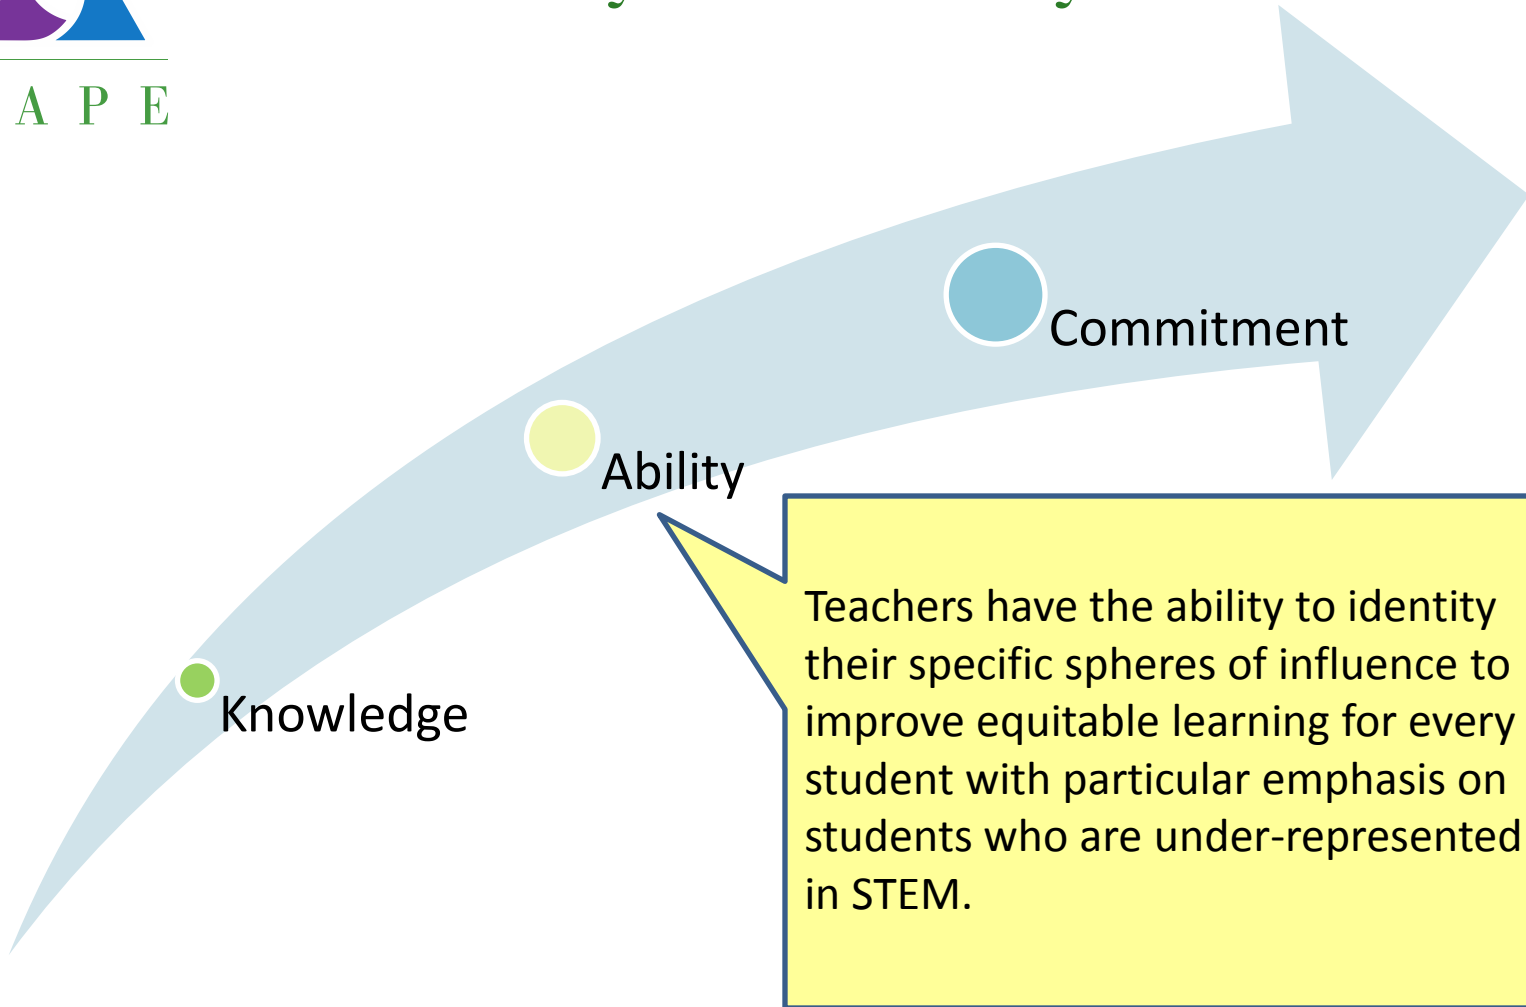 A P E
Commitment
Ability
Knowledge
Teachers have the ability to identity
their specific spheres of influence to
improve equitable learning for every
student with particular emphasis on
students who are under-represented
in STEM.